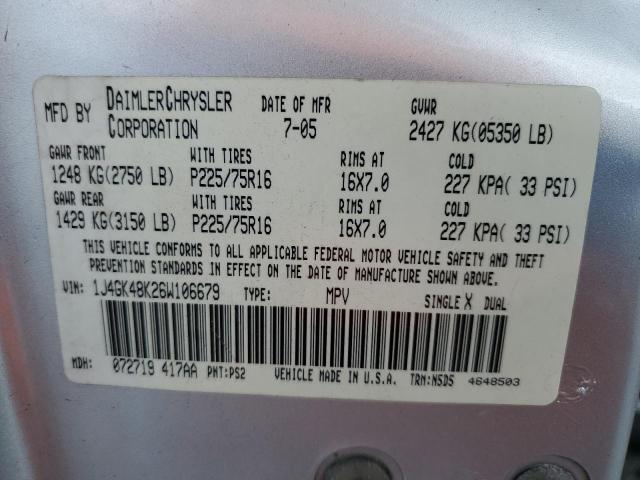 MFD BY DAIMLERCHRYSLER CORPORATION DATE OF MFR 7-05 GVWR 2427 KG(05350 LB)
GAWR FRONT WITH TIRES RIMS AT COLD
1248 KG(2750 LB) P225/75R16 16X7.0 227 KPA( 33 PSI)
GAWR REAR WITH TIRES RIMS AT COLD
1429 KG(3150 LB) P225/75R16 16X7.0 227 KPA( 33 PSI)
THIS VEHICLE CONFORMS TO ALL APPLICABLE FEDERAL MOTOR VEHICLE SAFETY AND THEFT
PREVENTION STANDARDS IN EFFECT ON THE DATE OF MANUFACTURE SHOWN ABOVE.
VIN: 1J4GK48K26W106679 TYPE: MPV SINGLE X DUAL
MDH: 072719 417AA PNT:PS2 VEHICLE MADE IN U.S.A. TRN:N5D5 4648503